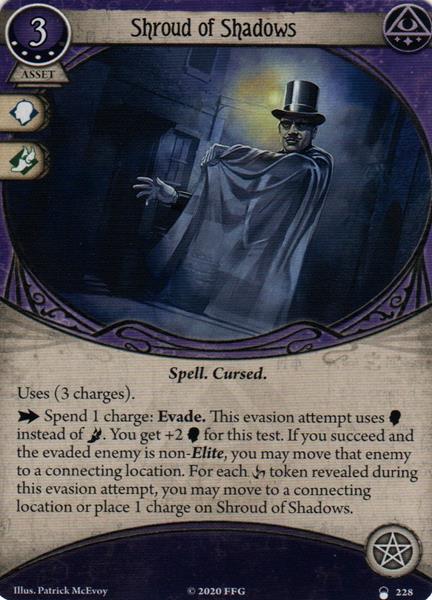 Shroud of Shadows
3
ASSET
Spell. Cursed.
Uses (3 charges).
Spend 1 charge: Evade. This evasion attempt uses
instead of . You get +2 for this test. If you succeed and
the evaded enemy is non-Elite, you may move that enemy
to a connecting location. For each token revealed during
this evasion attempt, you may move to a connecting
location or place 1 charge on Shroud of Shadows.
Illus. Patrick McEvoy
© 2020 FFG
228